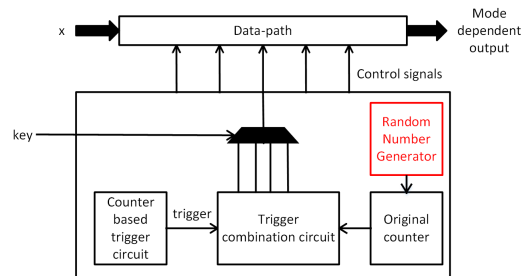 x
Data-path
Mode
dependent
output
Control signals
key
Random
Number
Generator
Counter
based
trigger
circuit
trigger
Trigger
combination circuit
Original
counter